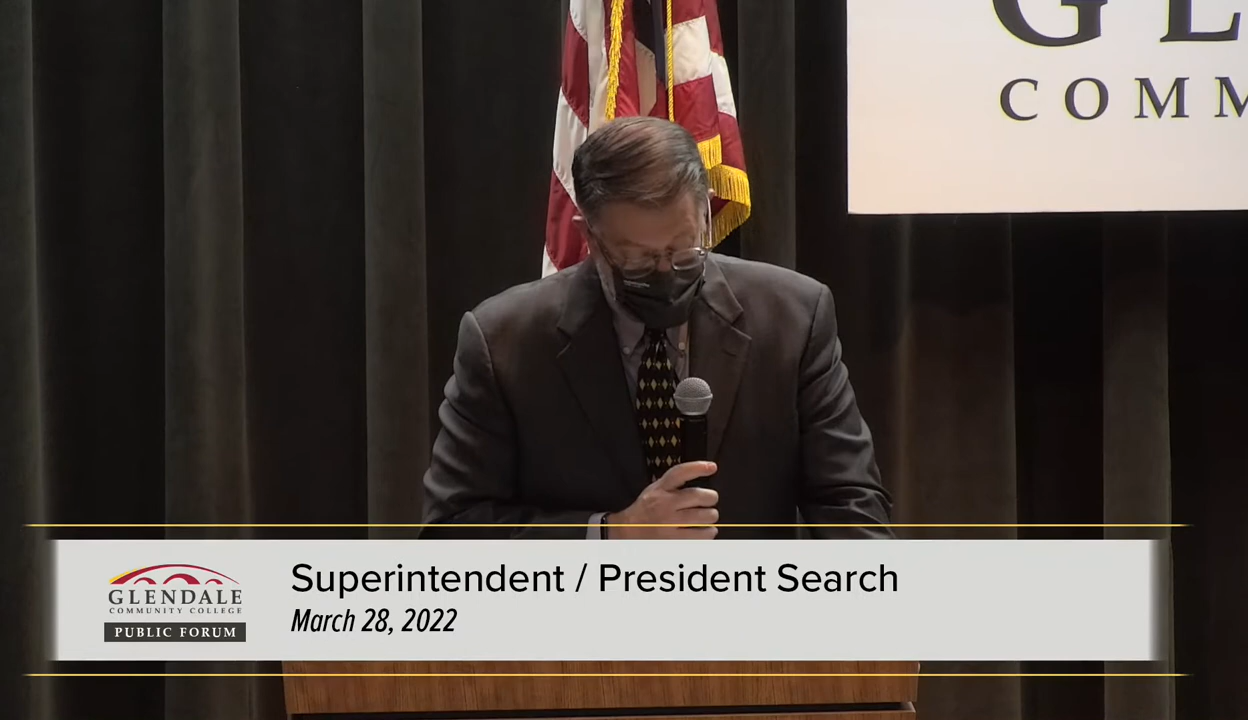 GL
COMM
Superintendent / President Search
March 28, 2022
GLENDALE
COMMUNITY COLLEGE
PUBLIC FORUM